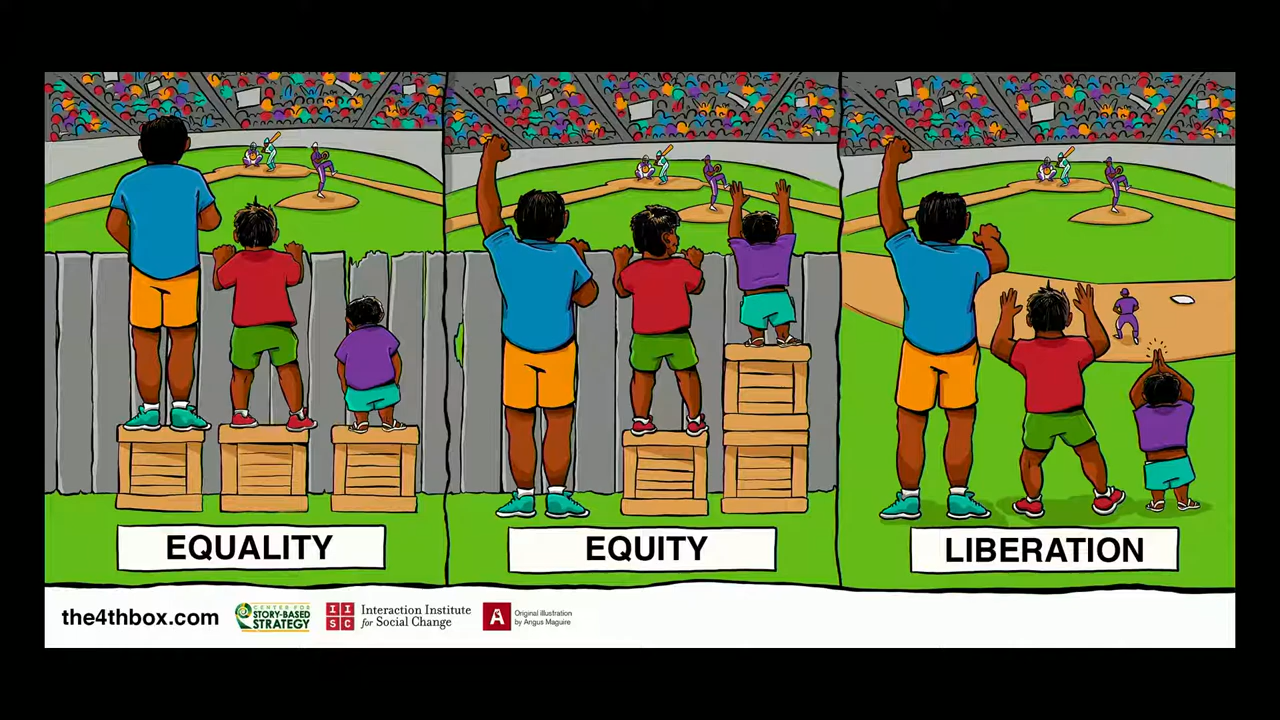 EQUALITY
EQUITY
LIBERATION
the4thbox.com
CENTER FOR
STORY-BASED
STRATEGY
I I
S C
Interaction Institute
for Social Change
A
Original illustration
by Angus Maguire